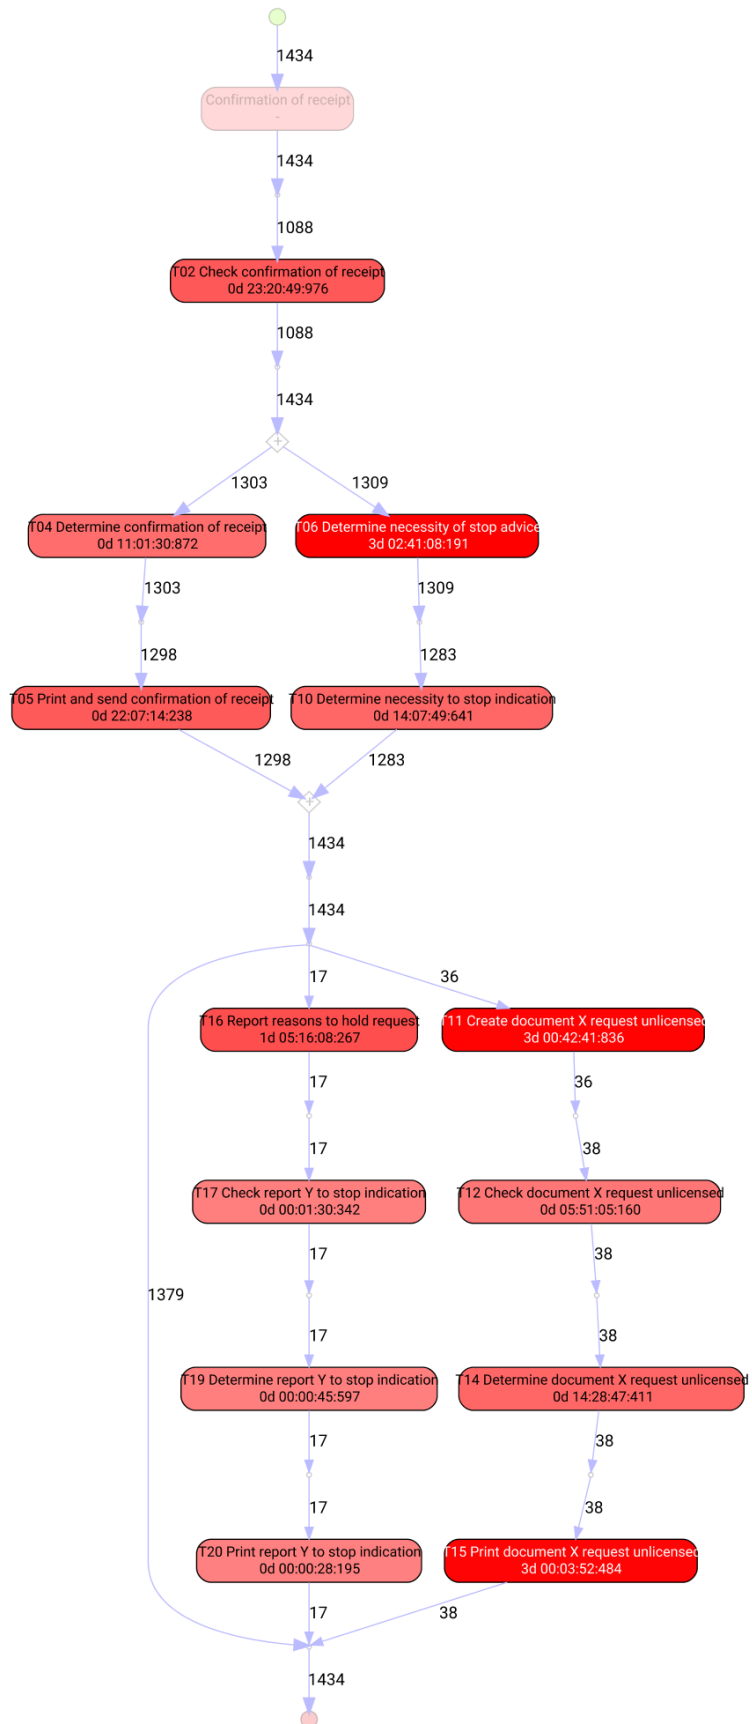 1434
Confirmation of receipt
-
1434
1088
T02 Check confirmation of receipt
0d 23:20:49:976
1088
1434
+
1303
1309
T04 Determine confirmation of receipt
0d 11:01:30:872
T06 Determine necessity of stop advice
3d 02:41:08:191
1303
1309
1298
1283
T05 Print and send confirmation of receipt
0d 22:07:14:238
T10 Determine necessity to stop indication
0d 14:07:49:641
1298
1283
+
1434
1434
17
36
T16 Report reasons to hold request
1d 05:16:08:267
T11 Create document X request unlicensed
3d 00:42:41:836
17
36
17
38
T17 Check report Y to stop indication
0d 00:01:30:342
T12 Check document X request unlicensed
0d 05:51:05:160
17
38
1379
17
38
T19 Determine report Y to stop indication
0d 00:00:45:597
T14 Determine document X request unlicensed
0d 14:28:47:411
17
38
17
38
T20 Print report Y to stop indication
0d 00:00:28:195
T15 Print document X request unlicensed
3d 00:03:52:484
17
38
1434